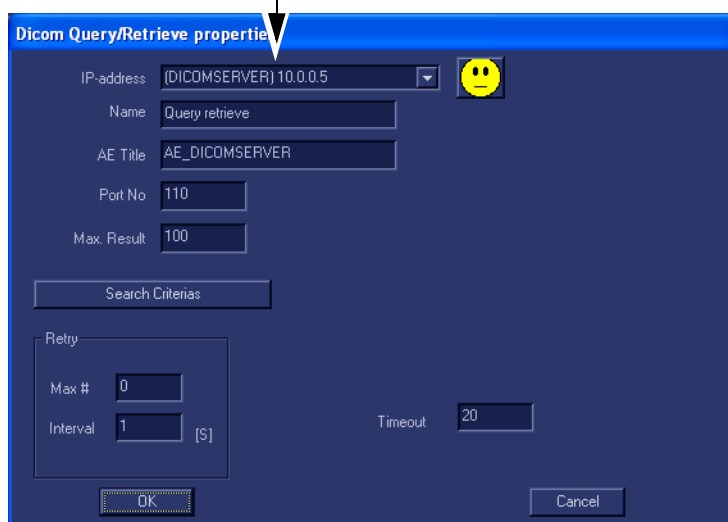 Dicom Query/Retrieve propertie
IP-address (DICOMSERVER) 10.0.0.5
Name Query retrieve
AE Title AE_DICOMSERVER
Port No 110
Max. Result 100
Search Criterias
Retry
Max # 0
Interval 1 [S]
Timeout 20
OK Cancel